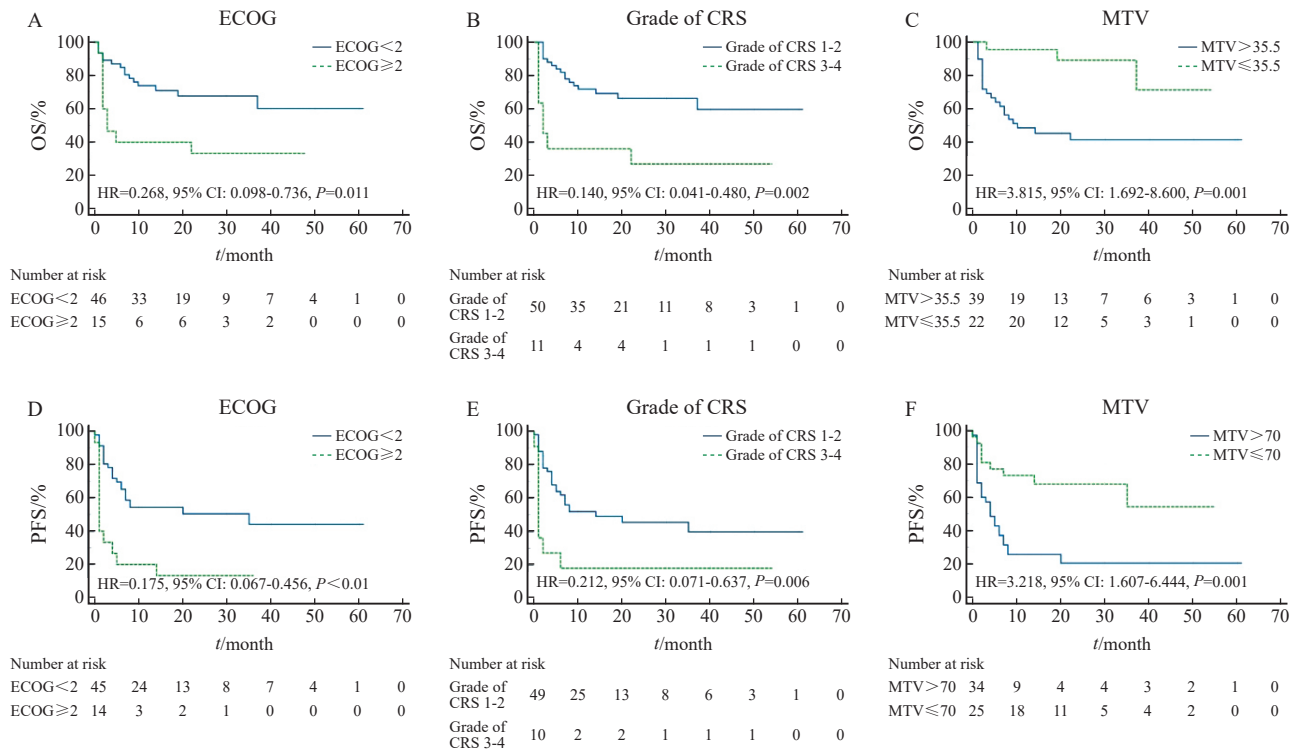 A
ECOG
ECOG<2
ECOG≥2
OS/%
100
80
60
40
20
0
HR=0.268, 95% CI: 0.098-0.736, P=0.011
0 10 20 30 40 50 60 70
t/month
Number at risk
ECOG<2 46 33 19 9 7 4 1 0
ECOG≥2 15 6 6 3 2 0 0 0
B
Grade of CRS
Grade of CRS 1-2
Grade of CRS 3-4
OS/%
100
80
60
40
20
0
HR=0.140, 95% CI: 0.041-0.480, P=0.002
0 10 20 30 40 50 60 70
t/month
Number at risk
Grade of
CRS 1-2 50 35 21 11 8 3 1 0
Grade of
CRS 3-4 11 4 4 1 1 1 0 0
C
MTV
MTV>35.5
MTV≤35.5
OS/%
100
80
60
40
20
0
HR=3.815, 95% CI: 1.692-8.600, P=0.001
0 10 20 30 40 50 60 70
t/month
Number at risk
MTV>35.5 39 19 13 7 6 3 1 0
MTV≤35.5 22 20 12 5 3 1 0 0
D
ECOG
ECOG<2
ECOG≥2
PFS/%
100
80
60
40
20
0
HR=0.175, 95% CI: 0.067-0.456, P<0.01
0 10 20 30 40 50 60 70
t/month
Number at risk
ECOG<2 45 24 13 8 7 4 1 0
ECOG≥2 14 3 2 1 0 0 0 0
E
Grade of CRS
Grade of CRS 1-2
Grade of CRS 3-4
PFS/%
100
80
60
40
20
0
HR=0.212, 95% CI: 0.071-0.637, P=0.006
0 10 20 30 40 50 60 70
t/month
Number at risk
Grade of
CRS 1-2 49 25 13 8 6 3 1 0
Grade of
CRS 3-4 10 2 2 1 1 1 0 0
F
MTV
MTV>70
MTV≤70
PFS/%
100
80
60
40
20
0
HR=3.218, 95% CI: 1.607-6.444, P=0.001
0 10 20 30 40 50 60 70
t/month
Number at risk
MTV>70 34 9 4 4 3 2 1 0
MTV≤70 25 18 11 5 4 2 0 0